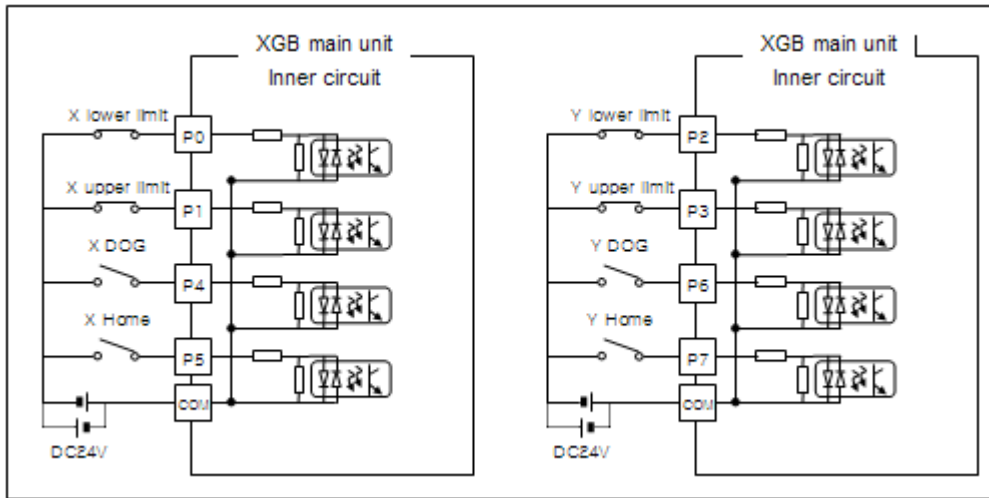 XGB main unit
Inner circuit
X lower limit
P0
X upper limit
P1
X DOG
P4
X Home
P5
COM
DC24V
XGB main unit
Inner circuit
Y lower limit
P2
Y upper limit
P3
Y DOG
P6
Y Home
P7
COM
DC24V